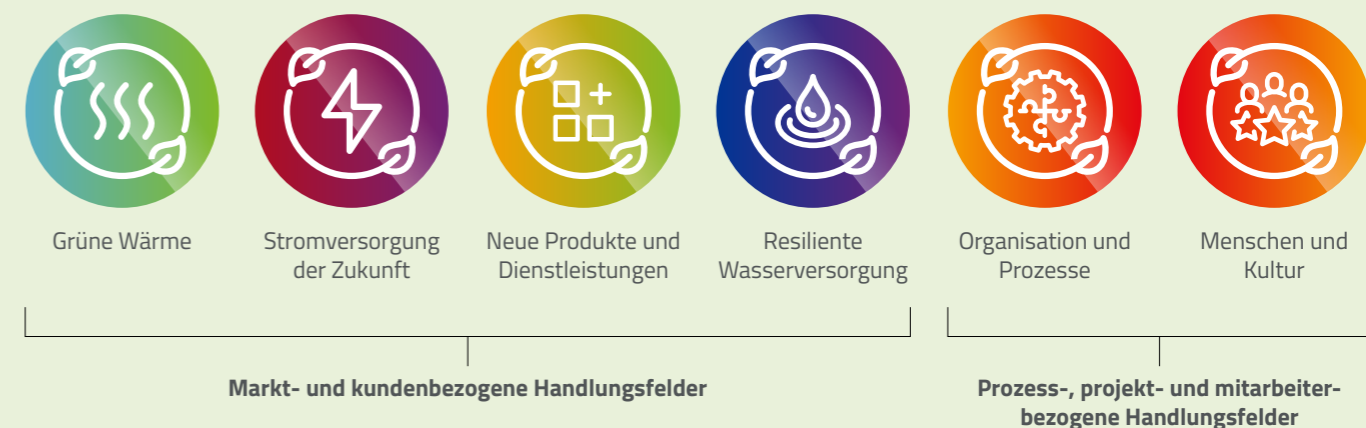 Grüne Wärme
Stromversorgung
der Zukunft
Neue Produkte und
Dienstleistungen
Resiliente
Wasserversorgung
Organisation und
Prozesse
Menschen und
Kultur
Markt- und kundenbezogene Handlungsfelder
Prozess-, projekt- und mitarbeiter-
bezogene Handlungsfelder